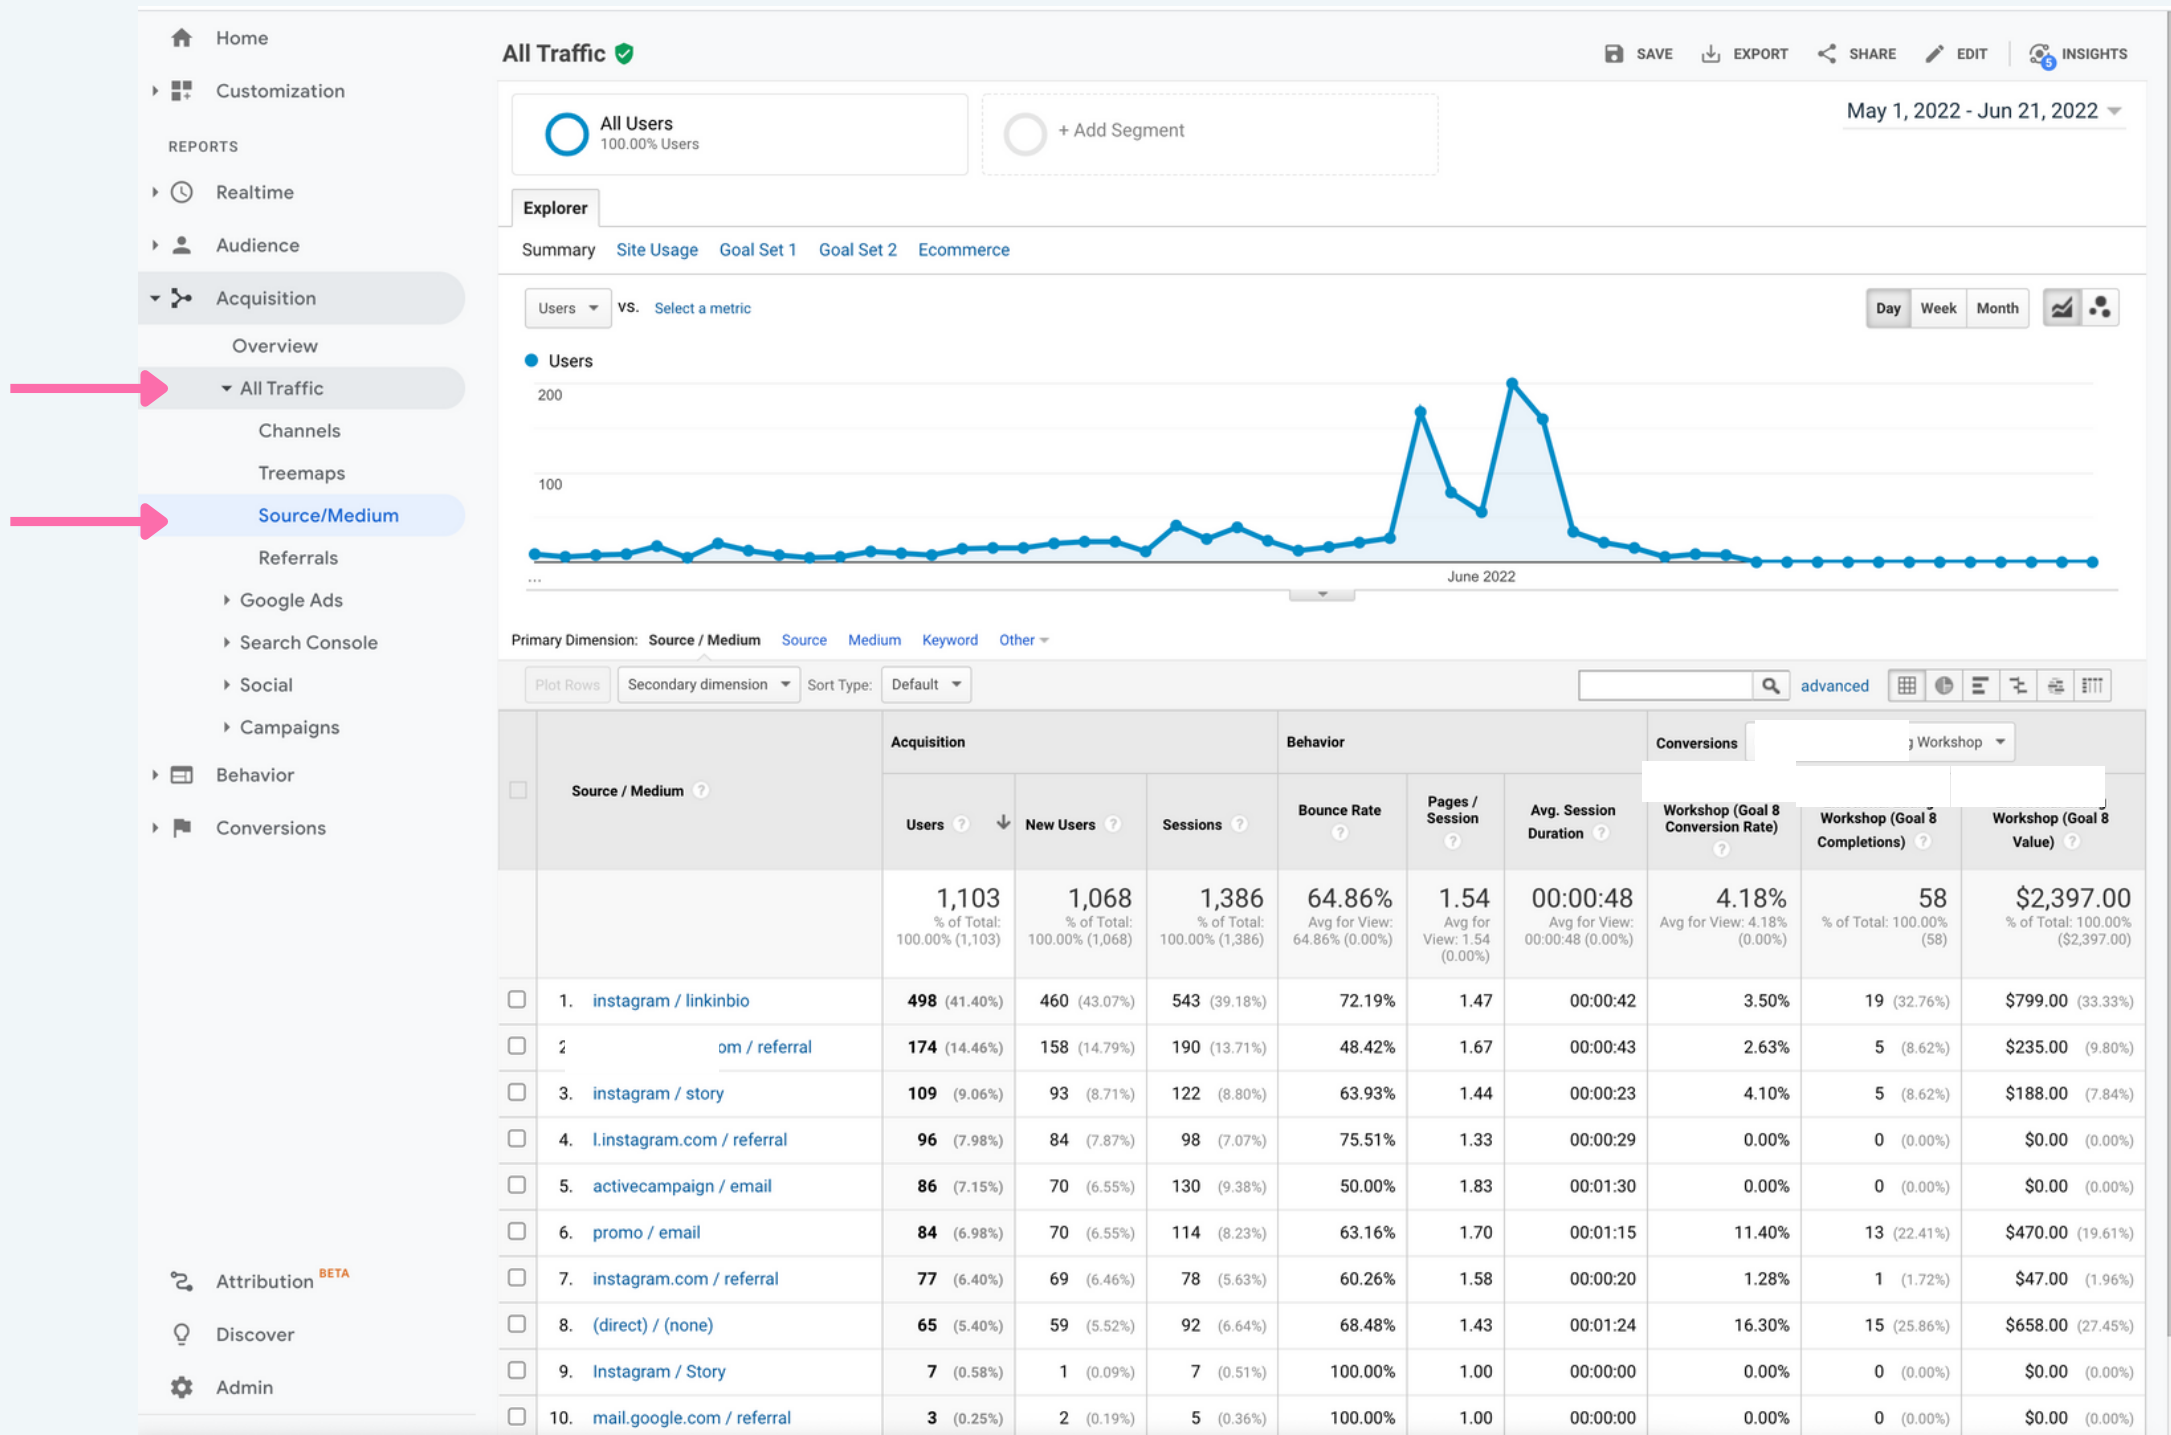 Home
Customization
REPORTS
Realtime
Audience
Acquisition
Overview
All Traffic
Channels
Treemaps
Source/Medium
Referrals
Google Ads
Search Console
Social
Campaigns
Behavior
Conversions
Attribution BETA
Discover
Admin
All Traffic
SAVE EXPORT SHARE EDIT 5 INSIGHTS
All Users
100.00% Users
+ Add Segment
May 1, 2022 - Jun 21, 2022
Explorer
Summary Site Usage Goal Set 1 Goal Set 2 Ecommerce
Users VS. Select a metric
Day Week Month
Users
200
100
... June 2022
Primary Dimension: Source / Medium Source Medium Keyword Other
Plot Rows Secondary dimension Sort Type: Default advanced
Acquisition Behavior Conversions Workshop
Source / Medium ?
Users ? New Users ? Sessions ?
Bounce Rate ?
Pages / Session ?
Avg. Session Duration ?
Workshop (Goal 8 Conversion Rate) ?
Workshop (Goal 8 Completions) ?
Workshop (Goal 8 Value) ?
1,103 1,068 1,386 64.86% 1.54 00:00:48 4.18% 58 $2,397.00
% of Total: 100.00% (1,103)
% of Total: 100.00% (1,068)
% of Total: 100.00% (1,386)
Avg for View: 64.86% (0.00%)
Avg for View: 1.54 (0.00%)
Avg for View: 00:00:48 (0.00%)
Avg for View: 4.18% (0.00%)
% of Total: 100.00% (58)
% of Total: 100.00% ($2,397.00)
1. instagram / linkinbio 498 (41.40%) 460 (43.07%) 543 (39.18%) 72.19% 1.47 00:00:42 3.50% 19 (32.76%) $799.00 (33.33%)
2 om / referral 174 (14.46%) 158 (14.79%) 190 (13.71%) 48.42% 1.67 00:00:43 2.63% 5 (8.62%) $235.00 (9.80%)
3. instagram / story 109 (9.06%) 93 (8.71%) 122 (8.80%) 63.93% 1.44 00:00:23 4.10% 5 (8.62%) $188.00 (7.84%)
4. l.instagram.com / referral 96 (7.98%) 84 (7.87%) 98 (7.07%) 75.51% 1.33 00:00:29 0.00% 0 (0.00%) $0.00 (0.00%)
5. activecampaign / email 86 (7.15%) 70 (6.55%) 130 (9.38%) 50.00% 1.83 00:01:30 0.00% 0 (0.00%) $0.00 (0.00%)
6. promo / email 84 (6.98%) 70 (6.55%) 114 (8.23%) 63.16% 1.70 00:01:15 11.40% 13 (22.41%) $470.00 (19.61%)
7. instagram.com / referral 77 (6.40%) 69 (6.46%) 78 (5.63%) 60.26% 1.58 00:00:20 1.28% 1 (1.72%) $47.00 (1.96%)
8. (direct) / (none) 65 (5.40%) 59 (5.52%) 92 (6.64%) 68.48% 1.43 00:01:24 16.30% 15 (25.86%) $658.00 (27.45%)
9. Instagram / Story 7 (0.58%) 1 (0.09%) 7 (0.51%) 100.00% 1.00 00:00:00 0.00% 0 (0.00%) $0.00 (0.00%)
10. mail.google.com / referral 3 (0.25%) 2 (0.19%) 5 (0.36%) 100.00% 1.00 00:00:00 0.00% 0 (0.00%) $0.00 (0.00%)